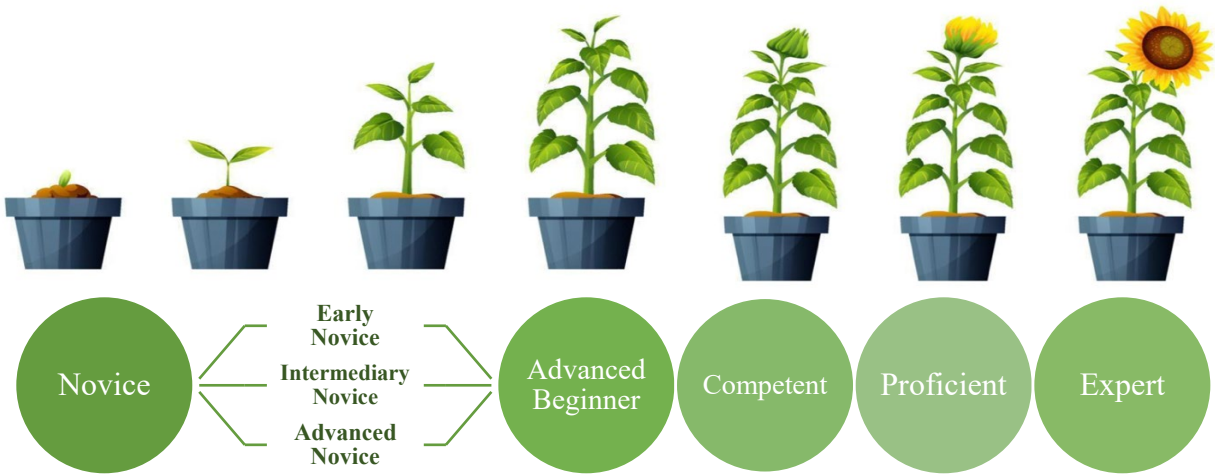 Novice
Early
Novice
Intermediary
Novice
Advanced
Novice
Advanced
Beginner
Competent
Proficient
Expert